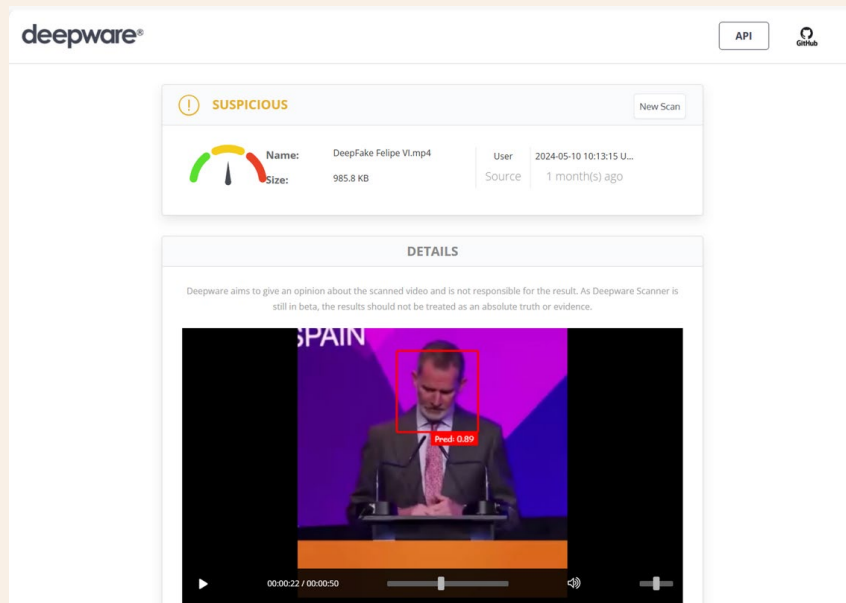 deepware®
API
GitHub
SUSPICIOUS
New Scan
Name:
DeepFake Felipe VI.mp4
User
2024-05-10 10:13:15 U...
Size:
985.8 KB
Source
1 month(s) ago
DETAILS
Deepware aims to give an opinion about the scanned video and is not responsible for the result. As Deepware Scanner is
still in beta, the results should not be treated as an absolute truth or evidence.
SPAIN
Pred: 0.89
00:00:22 / 00:00:50